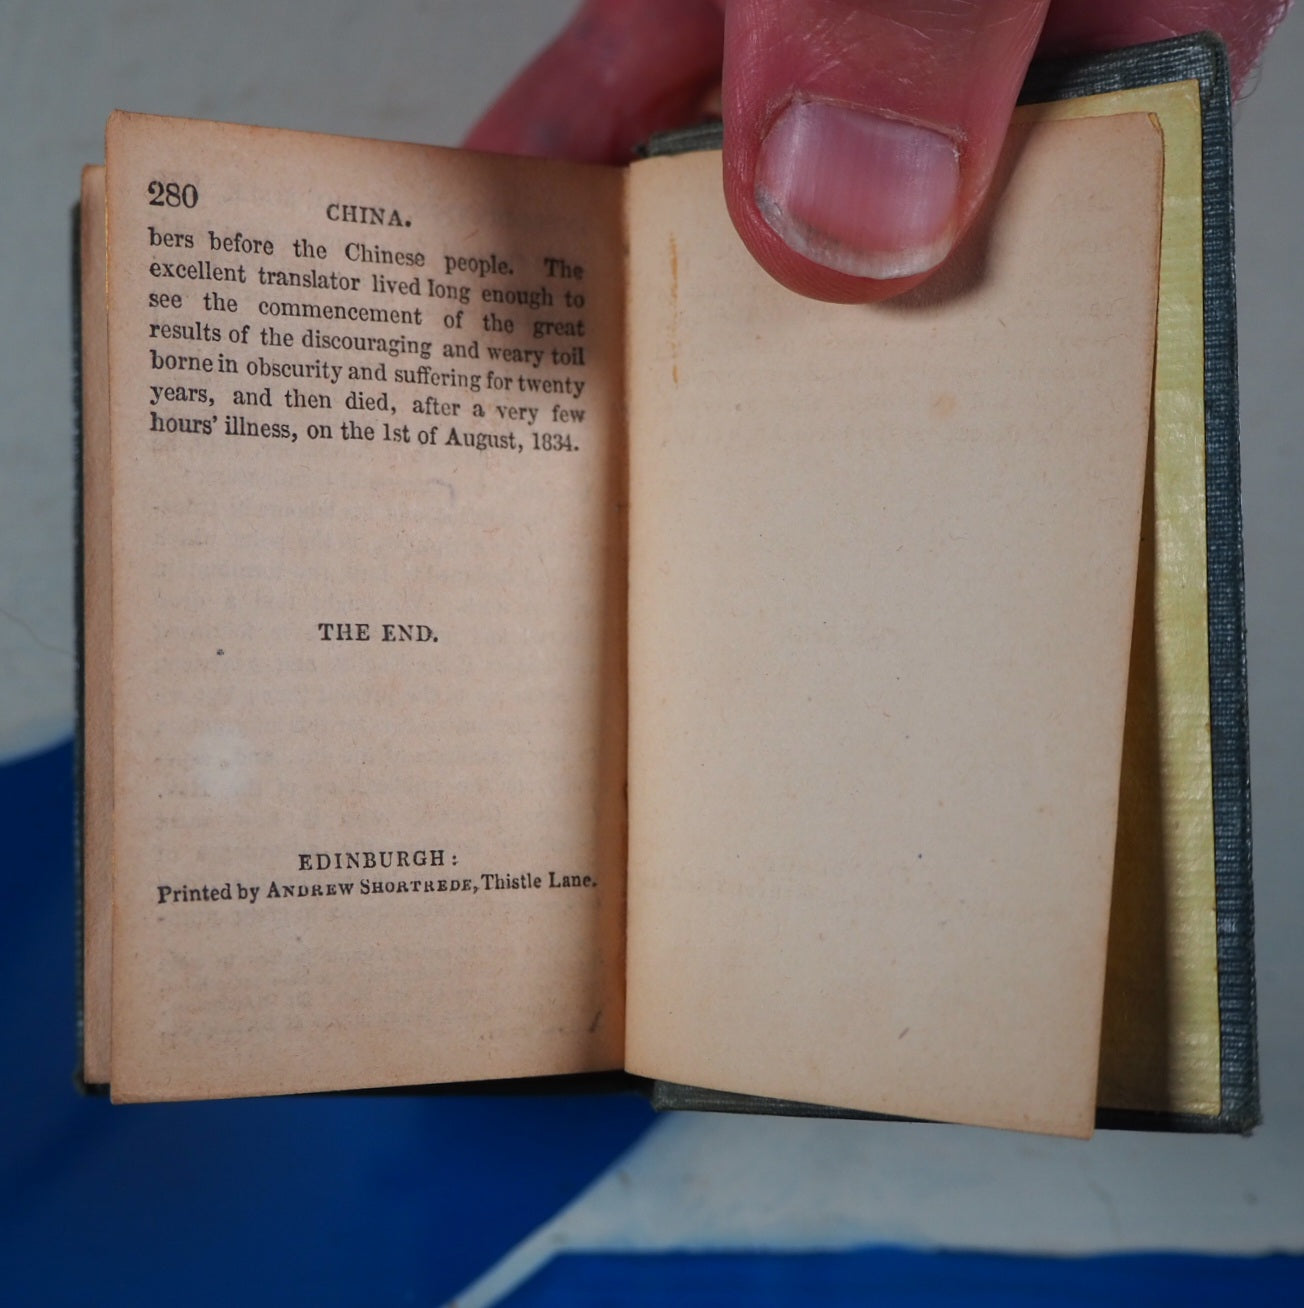 280
CHINA.
bers before the Chinese people. The
excellent translator lived long enough to
see the commencement of the great
results of the discouraging and weary toil
borne in obscurity and suffering for twenty
years, and then died, after a very few
hours' illness, on the 1st of August, 1834.
THE END.
EDINBURGH:
Printed by ANDREW SHORTREDE, Thistle Lane.